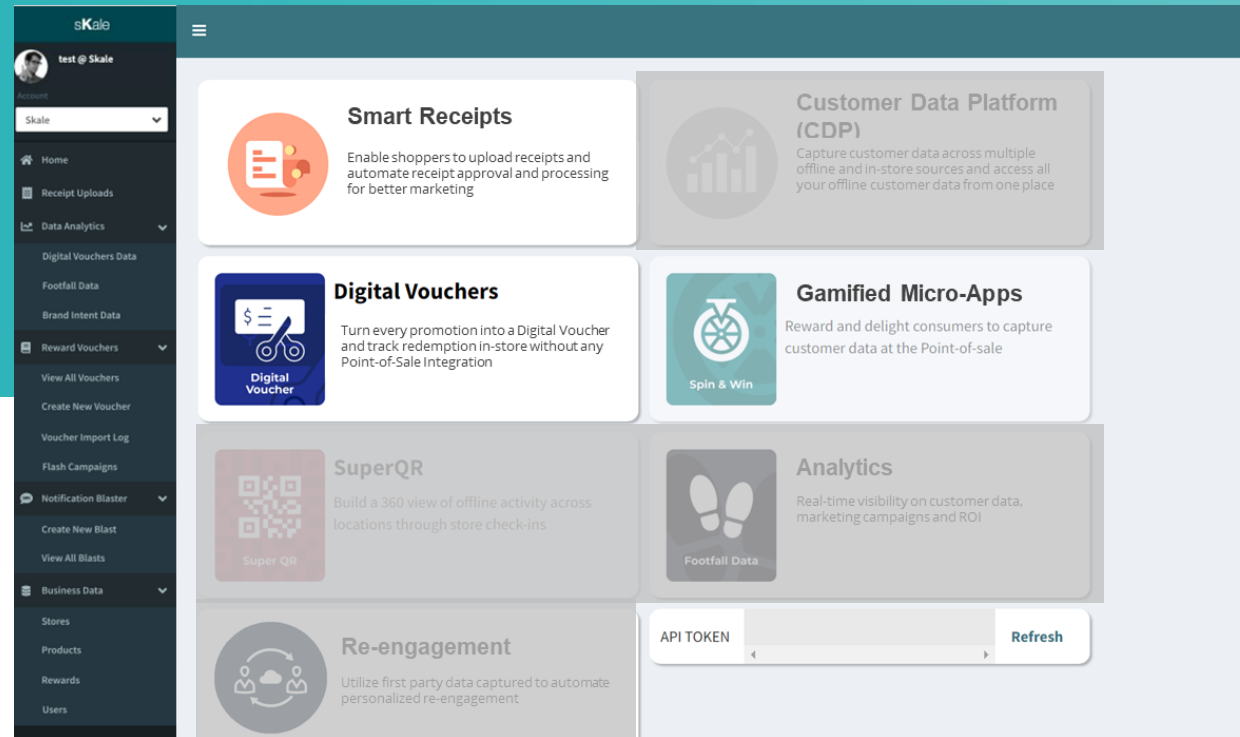 sKale
test @ Skale
Account
Skale
Home
Receipt Uploads
Data Analytics
Digital Vouchers Data
Footfall Data
Brand Intent Data
Reward Vouchers
View All Vouchers
Create New Voucher
Voucher Import Log
Flash Campaigns
Notification Blaster
Create New Blast
View All Blasts
Business Data
Stores
Products
Rewards
Users
Smart Receipts
Enable shoppers to upload receipts and
automate receipt approval and processing
for better marketing
Customer Data Platform
(CDP)
Capture customer data across multiple
offline and in-store sources and access all
your offline customer data from one place
$
Digital
Voucher
Digital Vouchers
Turn every promotion into a Digital Voucher
and track redemption in-store without any
Point-of-Sale Integration
Spin & Win
Gamified Micro-Apps
Reward and delight consumers to capture
customer data at the Point-of-sale
Super QR
SuperQR
Build a 360 view of offline activity across
locations through store check-ins
Footfall Data
Analytics
Real-time visibility on customer data,
marketing campaigns and ROI
Re-engagement
Utilize first party data captured to automate
personalized re-engagement
API TOKEN
Refresh